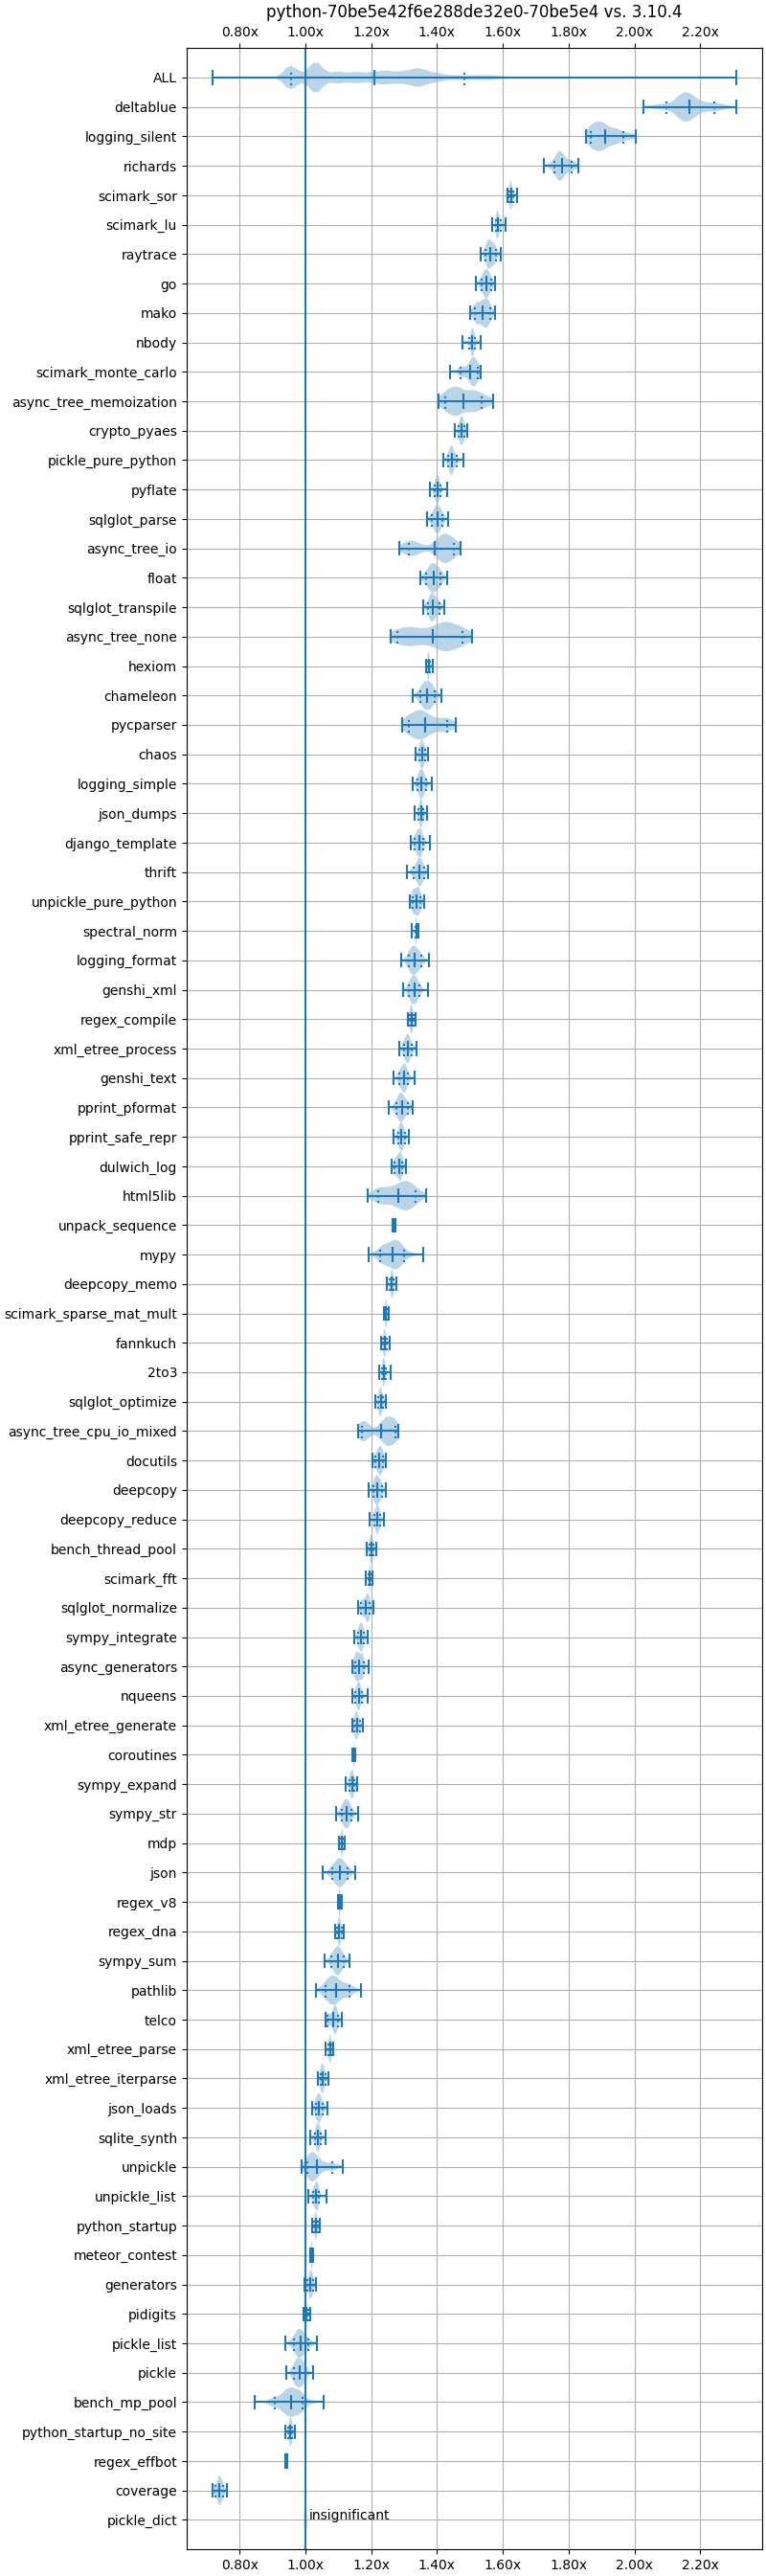 python-70be5e42f6e288de32e0-70be5e4 vs. 3.10.4
0.80x 1.00x 1.20x 1.40x 1.60x 1.80x 2.00x 2.20x
ALL
deltablue
logging_silent
richards
scimark_sor
scimark_lu
raytrace
go
mako
nbody
scimark_monte_carlo
async_tree_memoization
crypto_pyaes
pickle_pure_python
pyflate
sqlglot_parse
async_tree_io
float
sqlglot_transpile
async_tree_none
hexiom
chameleon
pycparser
chaos
logging_simple
json_dumps
django_template
thrift
unpickle_pure_python
spectral_norm
logging_format
genshi_xml
regex_compile
xml_etree_process
genshi_text
pprint_pformat
pprint_safe_repr
dulwich_log
html5lib
unpack_sequence
mypy
deepcopy_memo
scimark_sparse_mat_mult
fannkuch
2to3
sqlglot_optimize
async_tree_cpu_io_mixed
docutils
deepcopy
deepcopy_reduce
bench_thread_pool
scimark_fft
sqlglot_normalize
sympy_integrate
async_generators
nqueens
xml_etree_generate
coroutines
sympy_expand
sympy_str
mdp
json
regex_v8
regex_dna
sympy_sum
pathlib
telco
xml_etree_parse
xml_etree_iterparse
json_loads
sqlite_synth
unpickle
unpickle_list
python_startup
meteor_contest
generators
pidigits
pickle_list
pickle
bench_mp_pool
python_startup_no_site
regex_effbot
coverage
pickle_dict insignificant
0.80x 1.00x 1.20x 1.40x 1.60x 1.80x 2.00x 2.20x